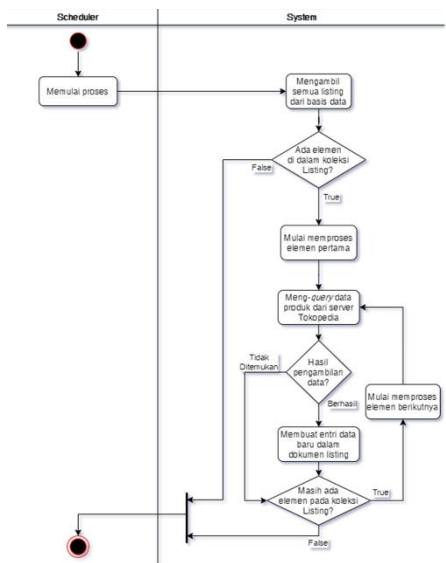 Scheduler
System
Memulai proses
Mengambil
semua listing
dari basis data
Ada elemen
di dalam koleksi
Listing?
False
True
Mulai memproses
elemen pertama
Meng-query data
produk dari server
Tokopedia
Tidak
Ditemukan
Hasil
pengambilan
data?
Mulai memproses
elemen berikutnya
Berhasil
Membuat entri data
baru dalam
dokumen listing
Masih ada
elemen pada koleksi
Listing?
True
False